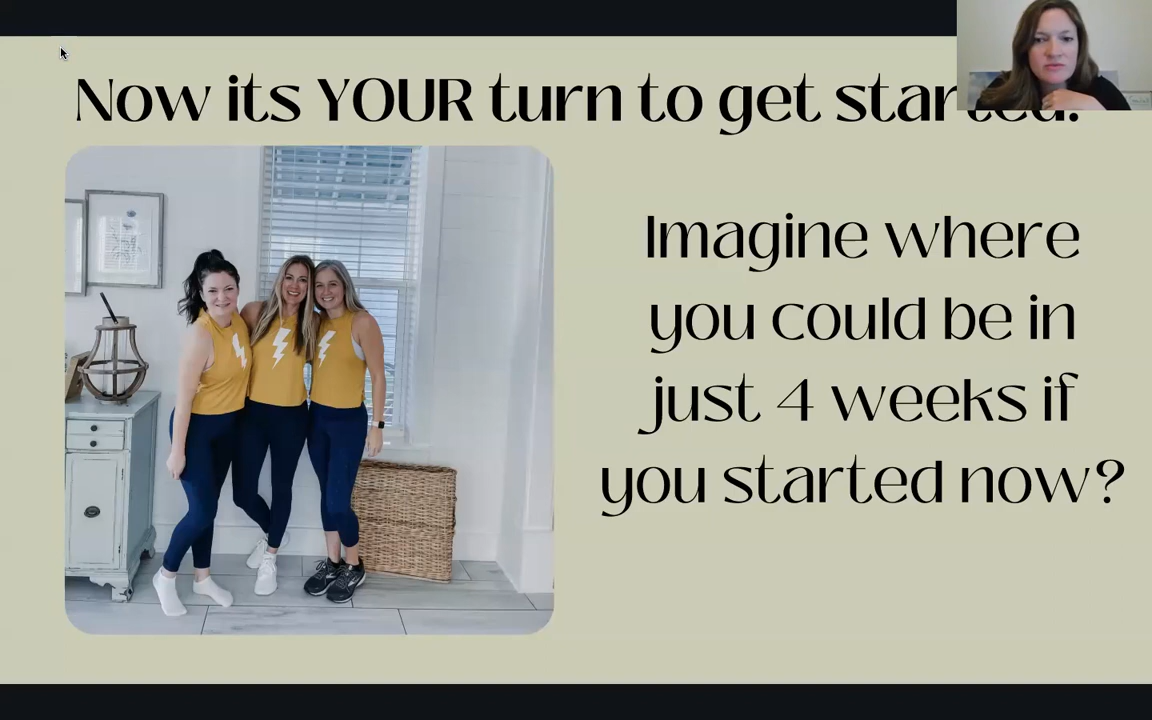 Now its YOUR turn to get started!
Imagine where
you could be in
just 4 weeks if
you started now?